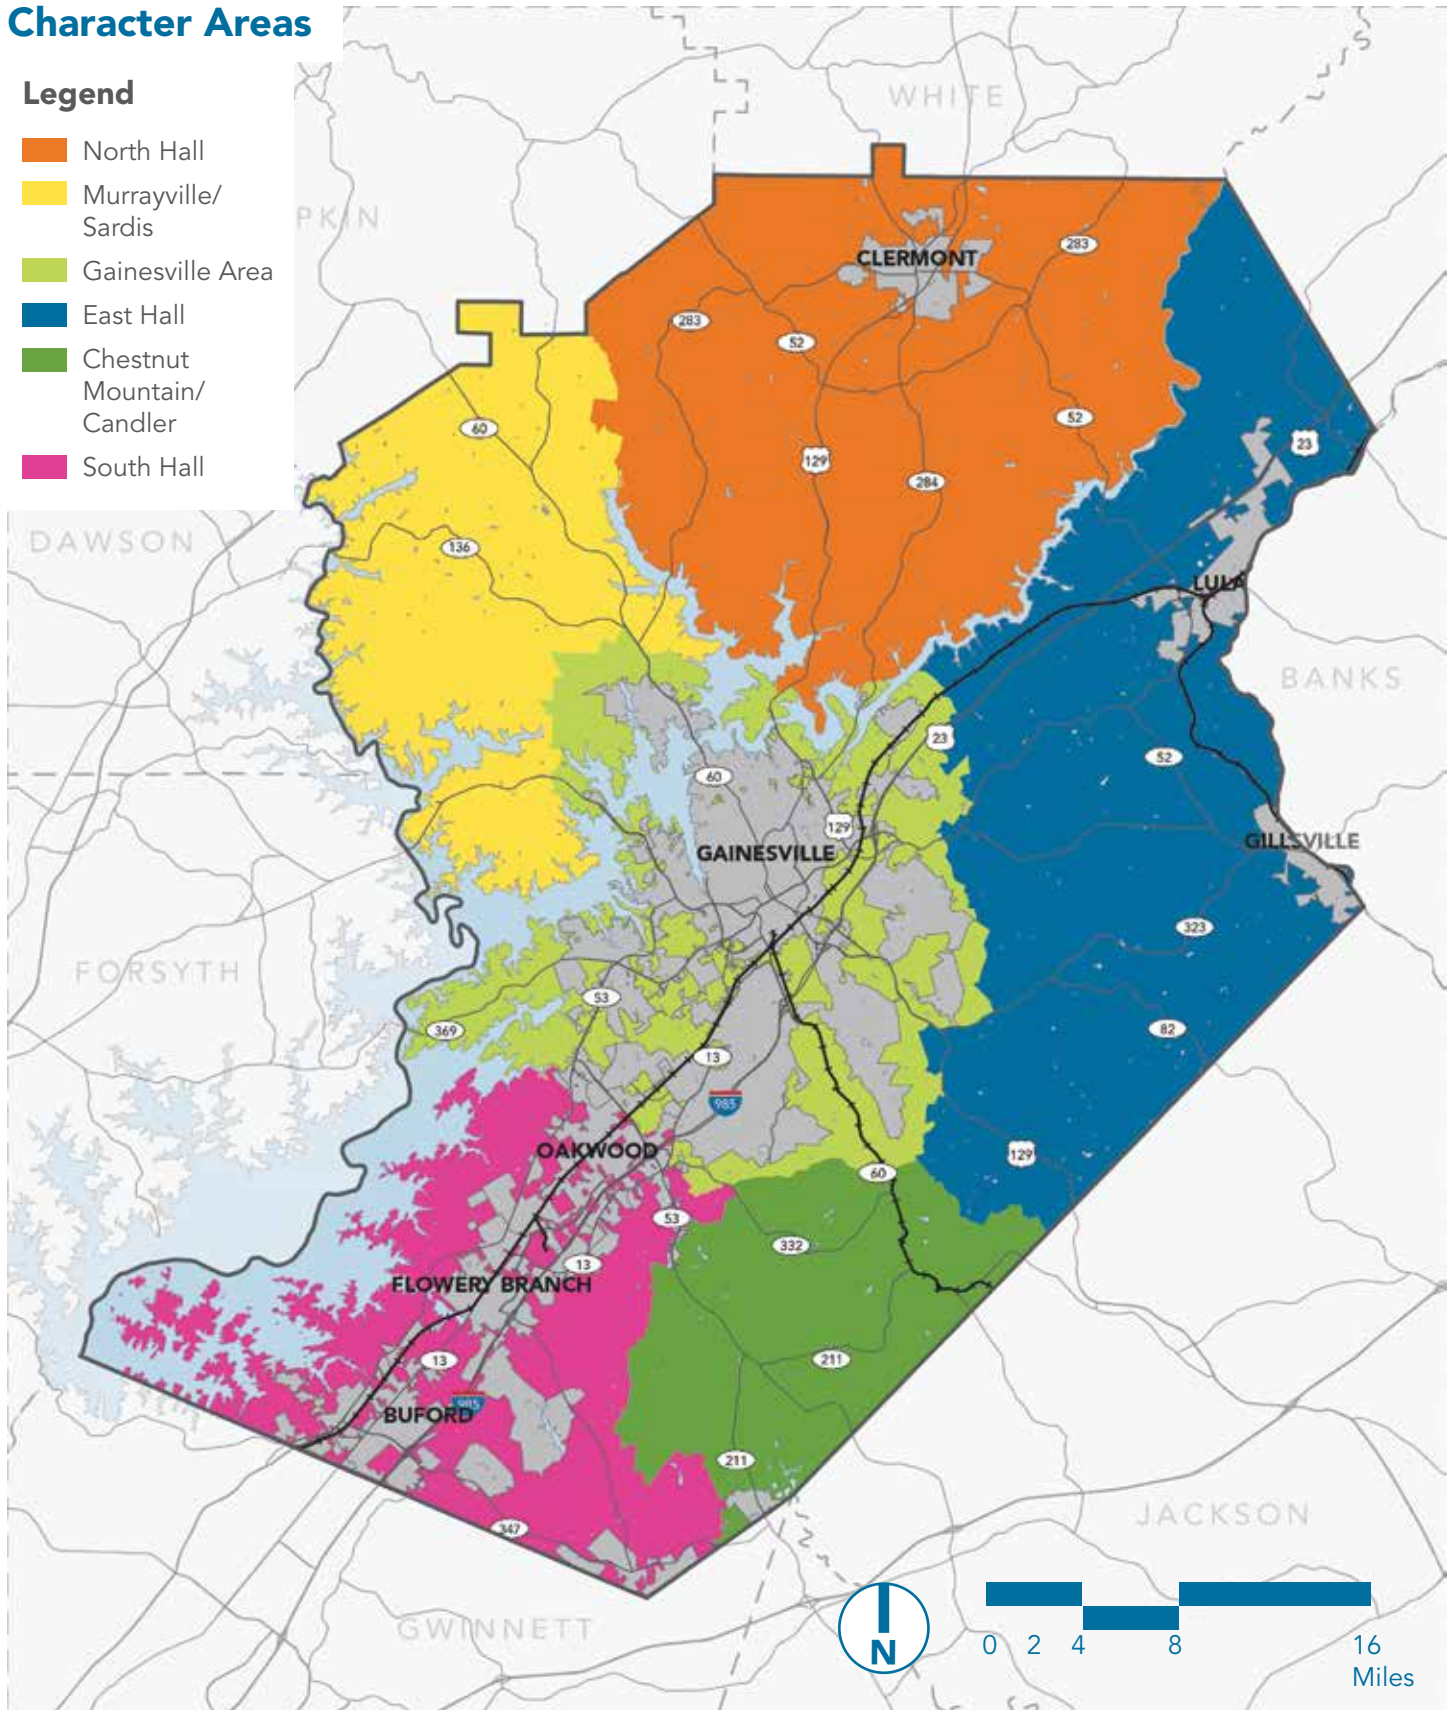 Character Areas
Legend
North Hall
Murrayville/
Sardis
Gainesville Area
East Hall
Chestnut
Mountain/
Candler
South Hall
WHITE
PKIN
CLERMONT
283
283
52
60
52
23
129
284
DAWSON
136
LULA
BANKS
23
52
60
129
GAINESVILLE
GILLSVILLE
323
FORSYTH
53
369
82
13
985
OAKWOOD
129
60
53
332
13
FLOWERY BRANCH
13
211
985
BUFORD
211
JACKSON
347
GWINNETT
N
0 2 4 8 16
Miles